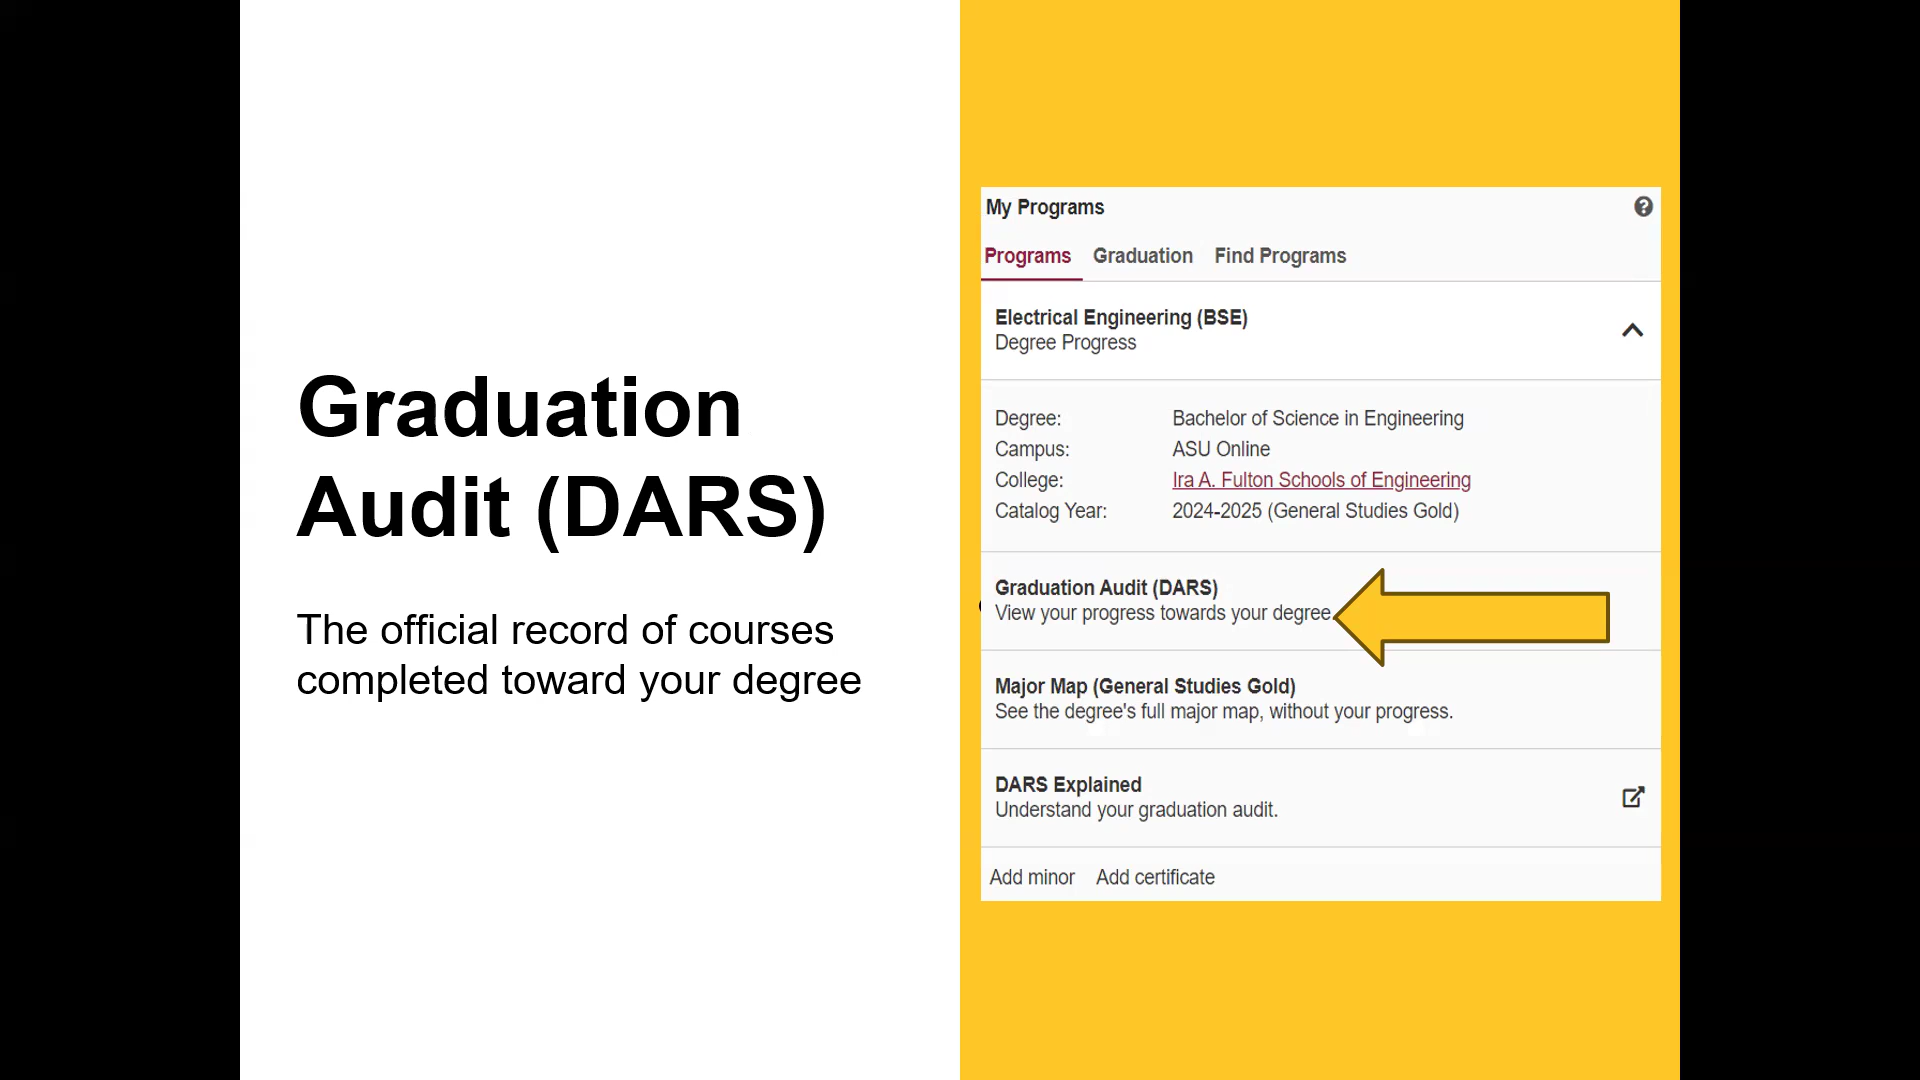 Graduation
Audit (DARS)
The official record of courses
completed toward your degree
My Programs
Programs Graduation Find Programs
Electrical Engineering (BSE)
Degree Progress
Degree: Bachelor of Science in Engineering
Campus: ASU Online
College: Ira A. Fulton Schools of Engineering
Catalog Year: 2024-2025 (General Studies Gold)
Graduation Audit (DARS)
View your progress towards your degree.
Major Map (General Studies Gold)
See the degree's full major map, without your progress.
DARS Explained
Understand your graduation audit.
Add minor Add certificate